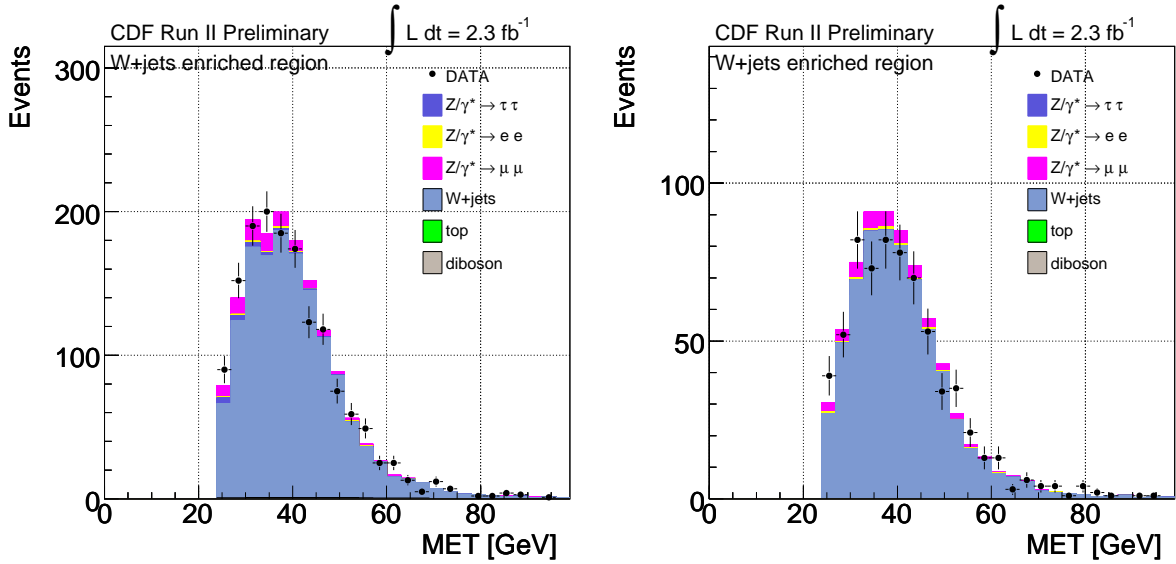 CDF Run II Preliminary
∫ L dt = 2.3 fb⁻¹
W+jets enriched region
Events
300
200
100
0
DATA
Z/γ* → τ τ
Z/γ* → e e
Z/γ* → μ μ
W+jets
top
diboson
0 20 40 60 80
MET [GeV]
CDF Run II Preliminary
∫ L dt = 2.3 fb⁻¹
W+jets enriched region
Events
100
50
0
DATA
Z/γ* → τ τ
Z/γ* → e e
Z/γ* → μ μ
W+jets
top
diboson
0 20 40 60 80
MET [GeV]